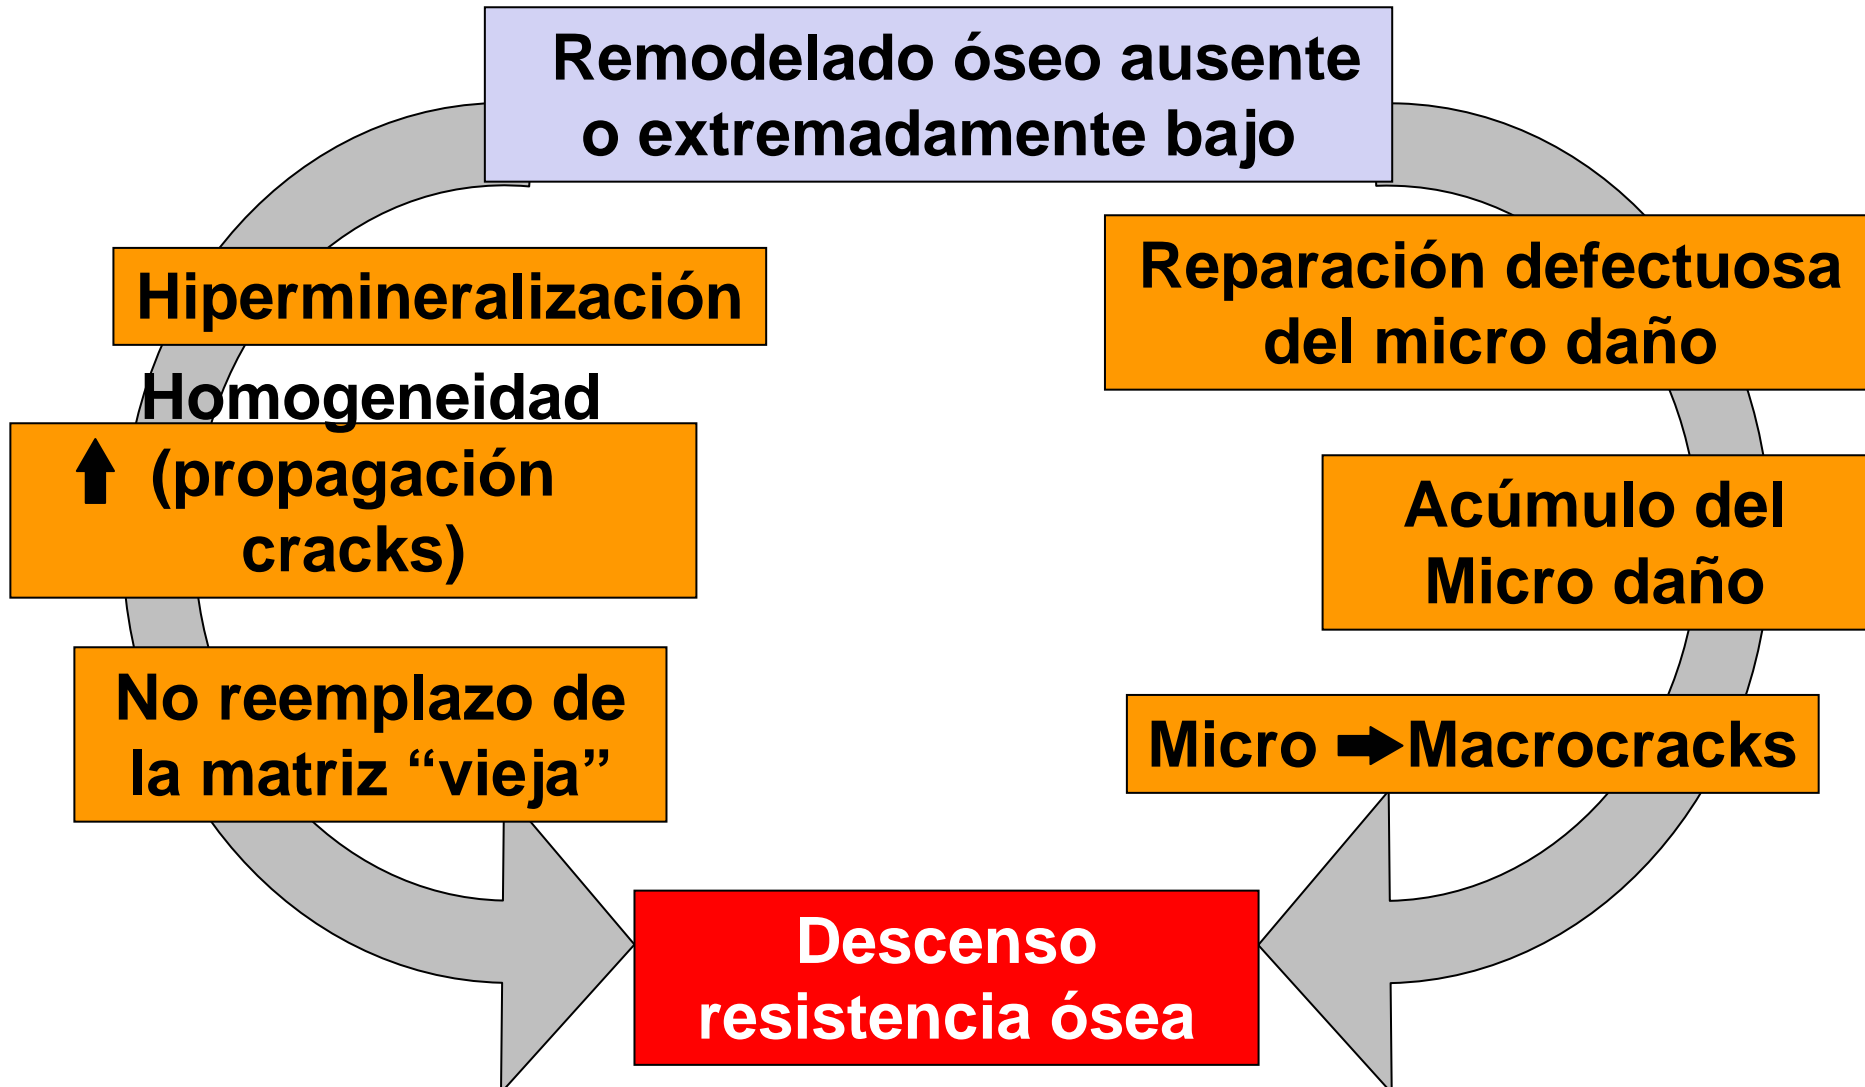 Remodelado óseo ausente
o extremadamente bajo
Hipermineralización
Homogeneidad
(propagación
cracks)
No reemplazo de
la matriz “vieja”
Reparación defectuosa
del micro daño
Acúmulo del
Micro daño
Micro ➡Macrocracks
Descenso
resistencia ósea